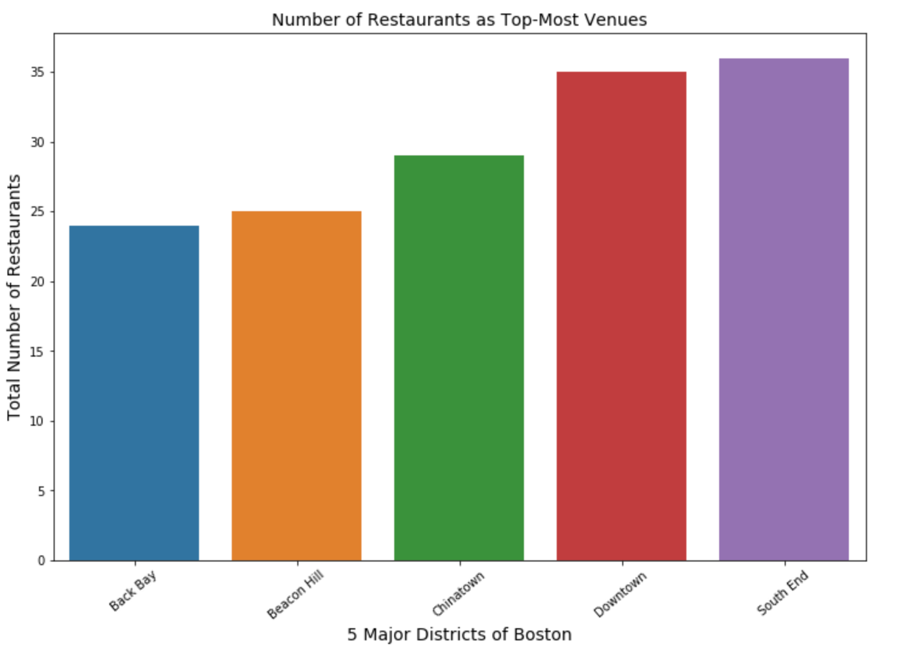 Number of Restaurants as Top-Most Venues
Total Number of Restaurants
35
30
25
20
15
10
5
0
Back Bay
Beacon Hill
Chinatown
Downtown
South End
5 Major Districts of Boston